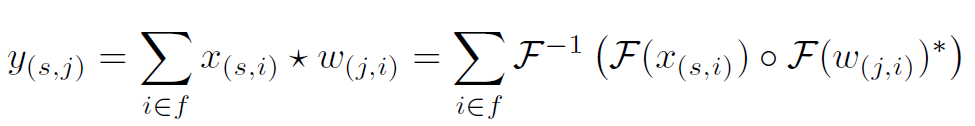 y_{(s,j)} = \sum_{i \in f} x_{(s,i)} \star w_{(j,i)} = \sum_{i \in f} \mathcal{F}^{-1} \left( \mathcal{F}(x_{(s,i)}) \circ \mathcal{F}(w_{(j,i)})^{*} \right)